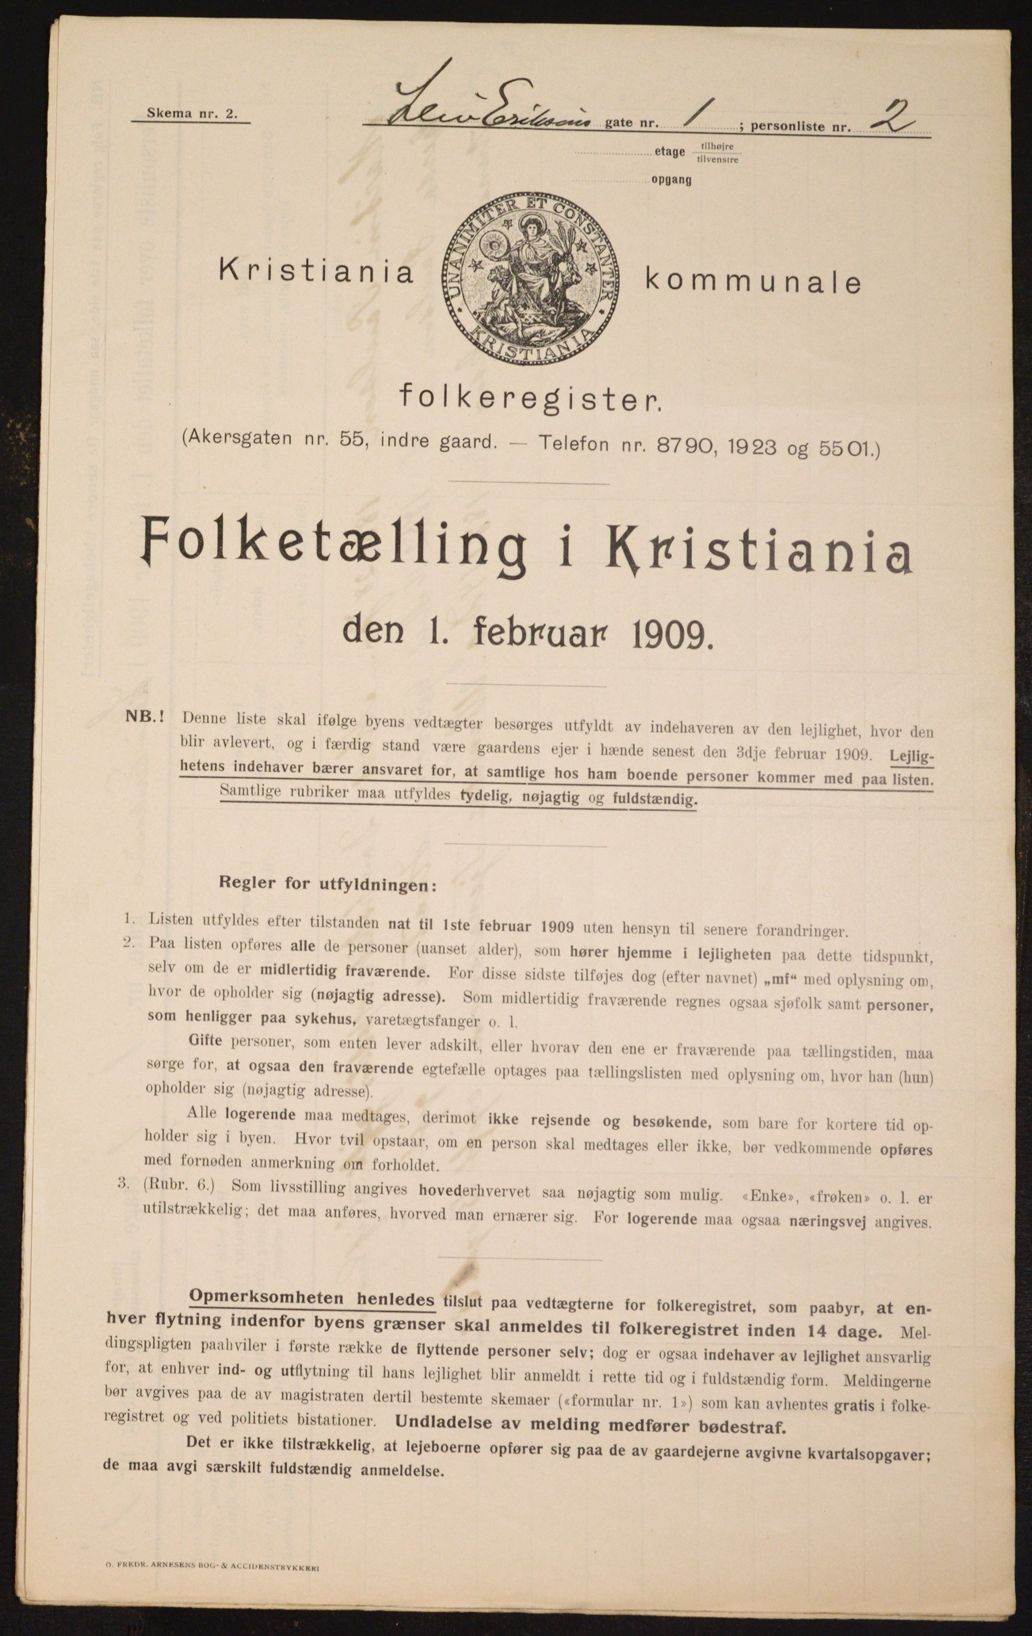 Skema nr. 2.
Leiv Eriksøns gate nr. 1 ; personliste nr. 2
etage tilhøjre
tilvenstre
opgang
UNANIMITER ET CONSTANTER
KRISTIANIA
Kristiania kommunale
folkeregister.
(Akersgaten nr. 55, indre gaard. — Telefon nr. 8790, 1923 og 5501.)
Folketælling i Kristiania
den 1. februar 1909.
NB.! Denne liste skal ifølge byens vedtægter besørges utfyldt av indehaveren av den lejlighet, hvor den
blir avlevert, og i færdig stand være gaardens ejer i hænde senest den 3dje februar 1909. Lejlig-
hetens indehaver bærer ansvaret for, at samtlige hos ham boende personer kommer med paa listen.
Samtlige rubriker maa utfyldes tydelig, nøjagtig og fuldstændig.
Regler for utfyldningen:
1. Listen utfyldes efter tilstanden nat til 1ste februar 1909 uten hensyn til senere forandringer.
2. Paa listen opføres alle de personer (uanset alder), som hører hjemme i lejligheten paa dette tidspunkt,
selv om de er midlertidig fraværende. For disse sidste tilføjes dog (efter navnet) „mf“ med oplysning om,
hvor de opholder sig (nøjagtig adresse). Som midlertidig fraværende regnes ogsaa sjøfolk samt personer,
som henligger paa sykehus, varetægtsfanger o. l.
Gifte personer, som enten lever adskilt, eller hvorav den ene er fraværende paa tællingstiden, maa
sørge for, at ogsaa den fraværende egtefælle optages paa tællingslisten med oplysning om, hvor han (hun)
opholder sig (nøjagtig adresse).
Alle logerende maa medtages, derimot ikke rejsende og besøkende, som bare for kortere tid op-
holder sig i byen. Hvor tvil opstaar, om en person skal medtages eller ikke, bør vedkommende opføres
med fornøden anmerkning om forholdet.
3. (Rubr. 6.) Som livsstilling angives hovederhvervet saa nøjagtig som mulig. «Enke», «frøken» o. l. er
utilstrækkelig; det maa anføres, hvorved man ernærer sig. For logerende maa ogsaa næringsvej angives.
Opmerksomheten henledes tilslut paa vedtægterne for folkeregistret, som paabyr, at en-
hver flytning indenfor byens grænser skal anmeldes til folkeregistret inden 14 dage. Mel-
dingspligten paahviler i første række de flyttende personer selv; dog er ogsaa indehaver av lejlighet ansvarlig
for, at enhver ind- og utflytning til hans lejlighet blir anmeldt i rette tid og i fuldstændig form. Meldingerne
bør avgives paa de av magistraten dertil bestemte skemaer («formular nr. 1») som kan avhentes gratis i folke-
registret og ved politiets bistationer. Undladelse av melding medfører bødestraf.
Det er ikke tilstrækkelig, at lejeboerne opfører sig paa de av gaardejerne avgivne kvartalsopgaver;
de maa avgi særskilt fuldstændig anmeldelse.
O. FREDR. ARNESENS BOG- & ACCIDENSTRYKKERI